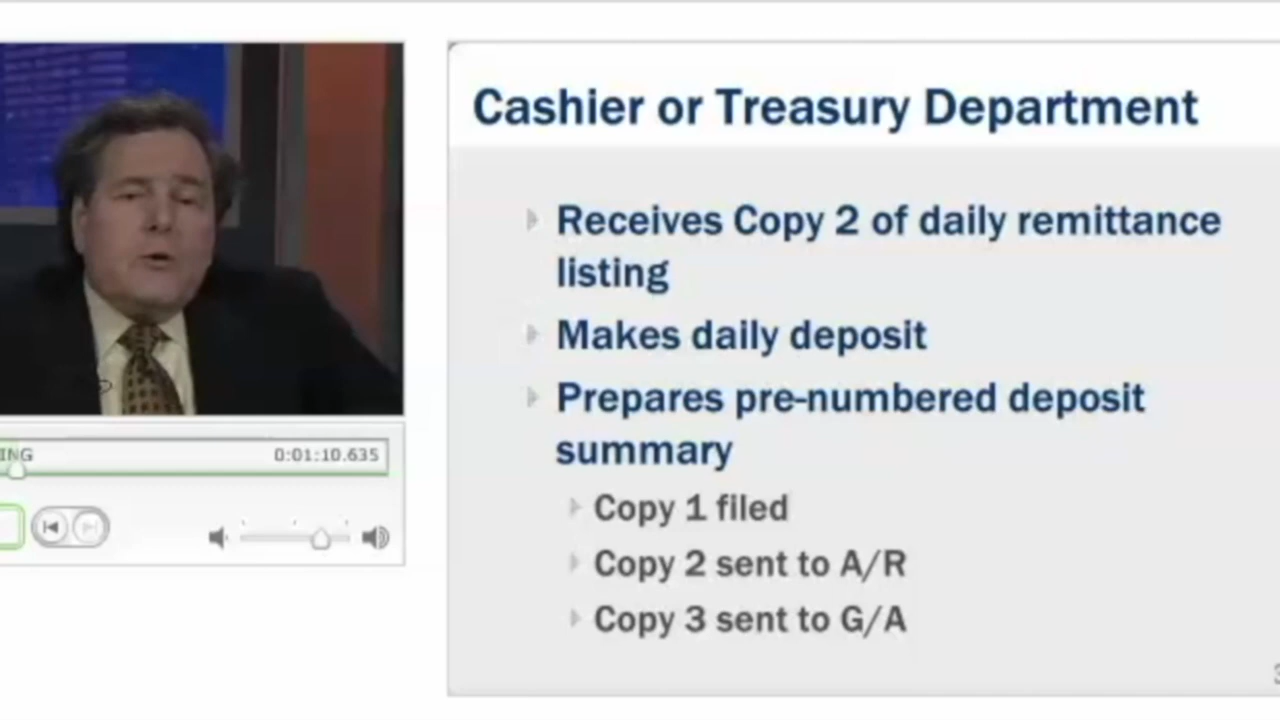 Cashier or Treasury Department
Receives Copy 2 of daily remittance
listing
Makes daily deposit
Prepares pre-numbered deposit
summary
Copy 1 filed
Copy 2 sent to A/R
Copy 3 sent to G/A
ING 0:01:10.635